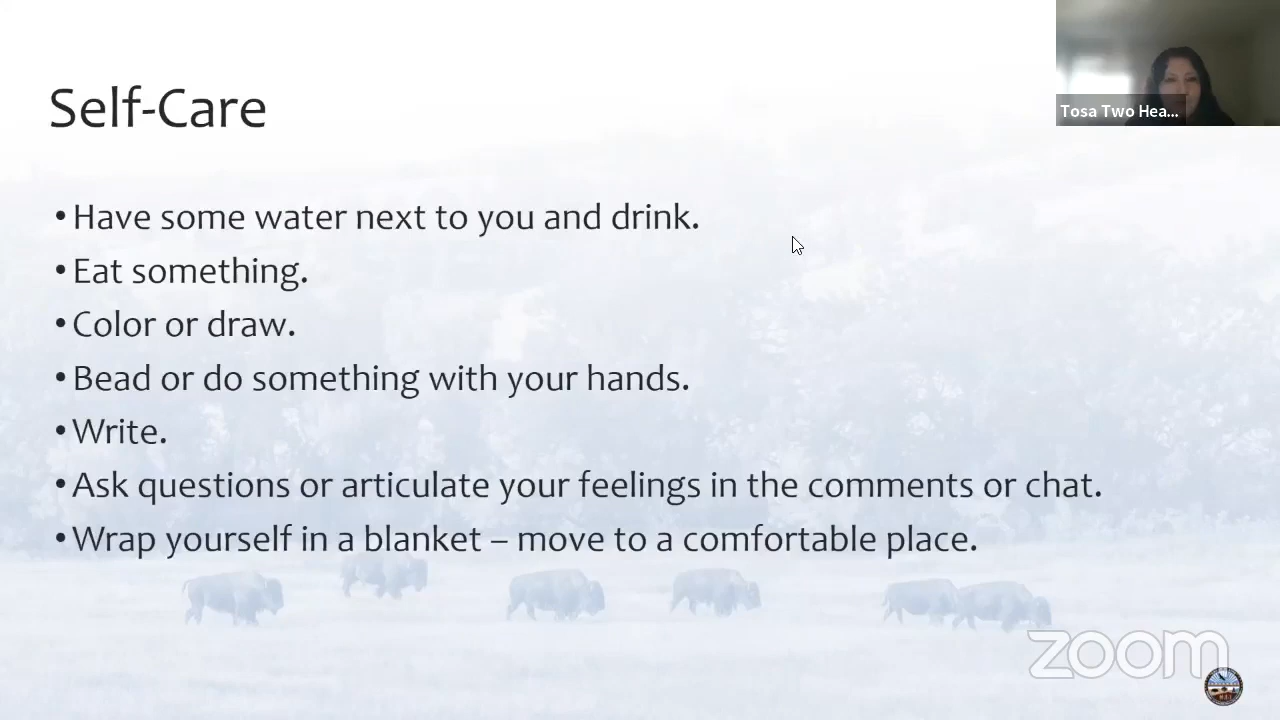 Self-Care
Tosa Two Hea...
• Have some water next to you and drink.
• Eat something.
• Color or draw.
• Bead or do something with your hands.
• Write.
• Ask questions or articulate your feelings in the comments or chat.
• Wrap yourself in a blanket – move to a comfortable place.
zoom